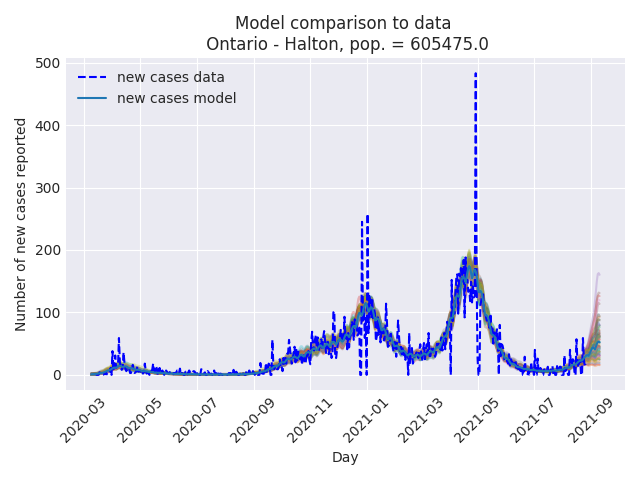 Model comparison to data
Ontario - Halton, pop. = 605475.0
new cases data
new cases model
Number of new cases reported
500
400
300
200
100
0
2020-03
2020-05
2020-07
2020-09
2020-11
2021-01
2021-03
2021-05
2021-07
2021-09
Day